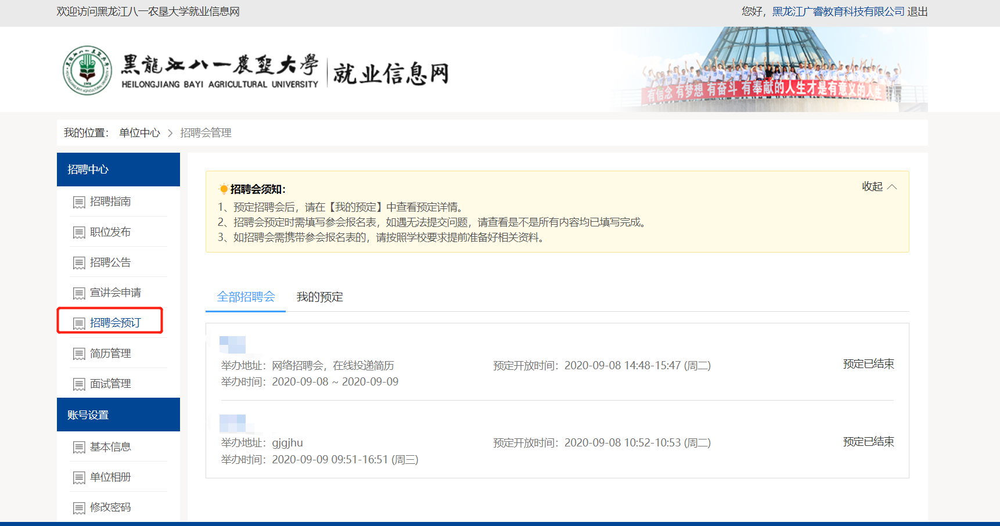 欢迎访问黑龙江八一农垦大学就业信息网
您好，黑龙江广睿教育科技有限公司 退出
黑龍江八一農墾大學 就业信息网
HEILONGJIANG BAYI AGRICULTURAL UNIVERSITY
有信念 有梦想 有奋斗 有奉献的人生才是有意义的人生
我的位置： 单位中心 > 招聘会管理
招聘中心
招聘指南
职位发布
招聘公告
宣讲会申请
招聘会预订
简历管理
面试管理
账号设置
基本信息
单位相册
修改密码
招聘会须知：
收起
1、预定招聘会后，请在【我的预定】中查看预定详情。
2、招聘会预定时需填写参会报名表，如遇无法提交问题，请查看是不是所有内容均已填写完成。
3、如招聘会需携带参会报名表的，请按照学校要求提前准备好相关资料。
全部招聘会 我的预定
举办地址：网络招聘会，在线投递简历
预定开放时间：2020-09-08 14:48-15:47 (周二)
预定已结束
举办时间：2020-09-08 ~ 2020-09-09
举办地址：gjgjhu
预定开放时间：2020-09-08 10:52-10:53 (周二)
预定已结束
举办时间：2020-09-09 09:51-16:51 (周三)